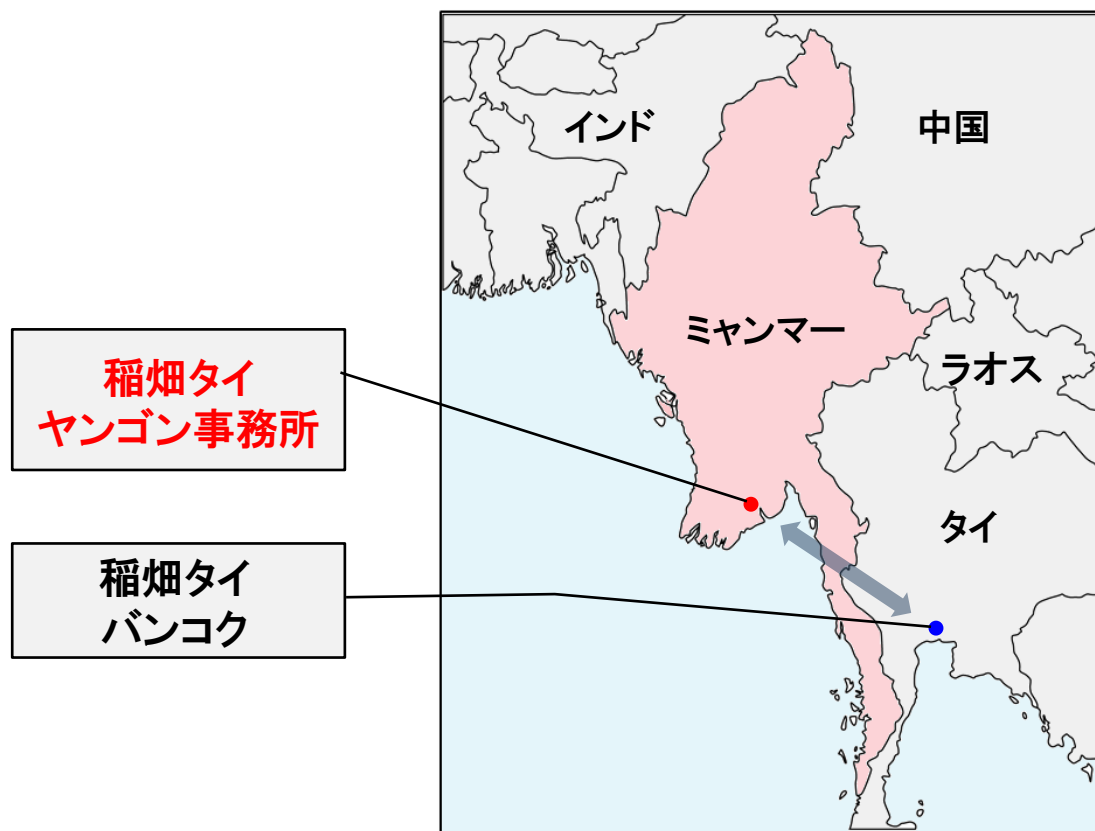 インド
中国
ミャンマー
ラオス
稲畑タイ
ヤンゴン事務所
タイ
稲畑タイ
バンコク